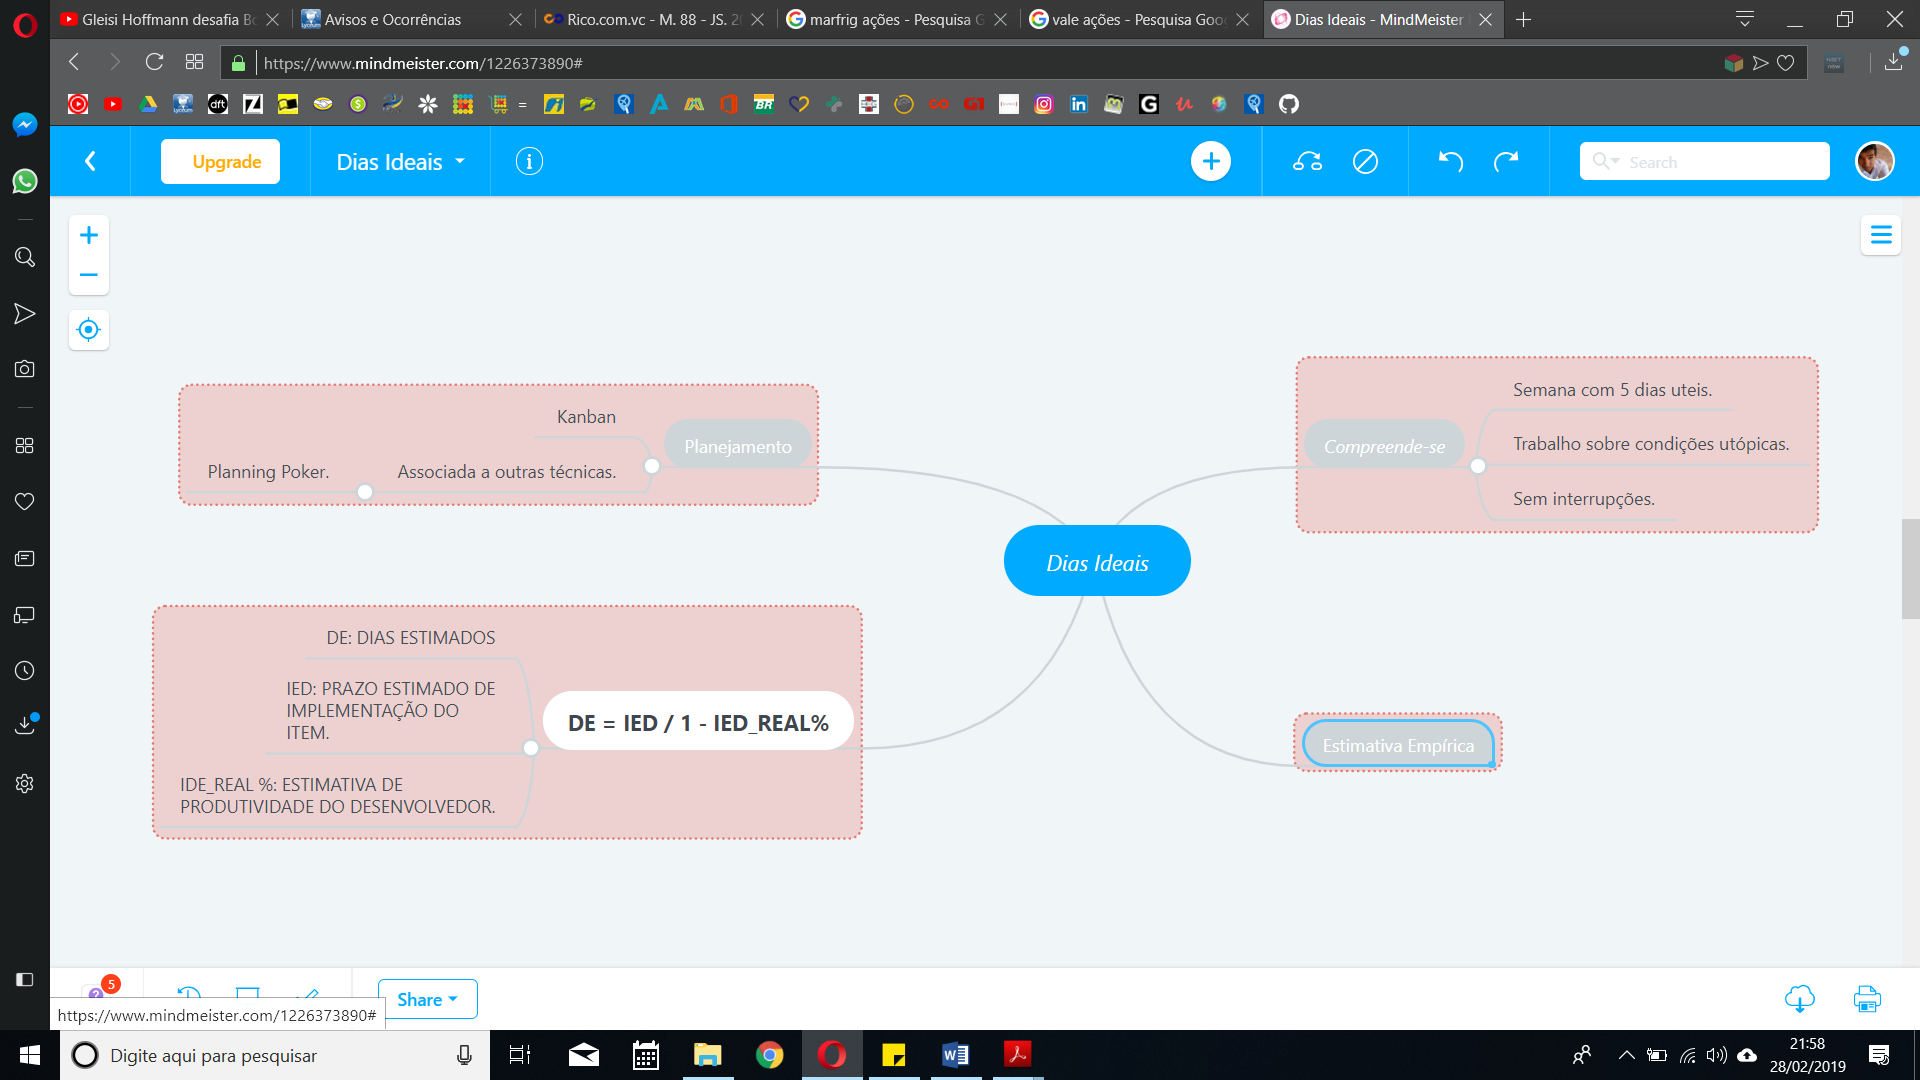 Gleisi Hoffmann desafia Bo
Avisos e Ocorrências
Rico.com.vc - M. 88 - JS. 2
marfrig ações - Pesquisa G
vale ações - Pesquisa Goo
Dias Ideais - MindMeister
https://www.mindmeister.com/1226373890#
Upgrade
Dias Ideais
Search
Kanban
Planejamento
Planning Poker.
Associada a outras técnicas.
Semana com 5 dias uteis.
Compreende-se
Trabalho sobre condições utópicas.
Sem interrupções.
Dias Ideais
DE: DIAS ESTIMADOS
IED: PRAZO ESTIMADO DE
IMPLEMENTAÇÃO DO
ITEM.
DE = IED / 1 - IED_REAL%
IDE_REAL %: ESTIMATIVA DE
PRODUTIVIDADE DO DESENVOLVEDOR.
Estimativa Empírica
5
Share
https://www.mindmeister.com/1226373890#
Digite aqui para pesquisar
21:58
28/02/2019